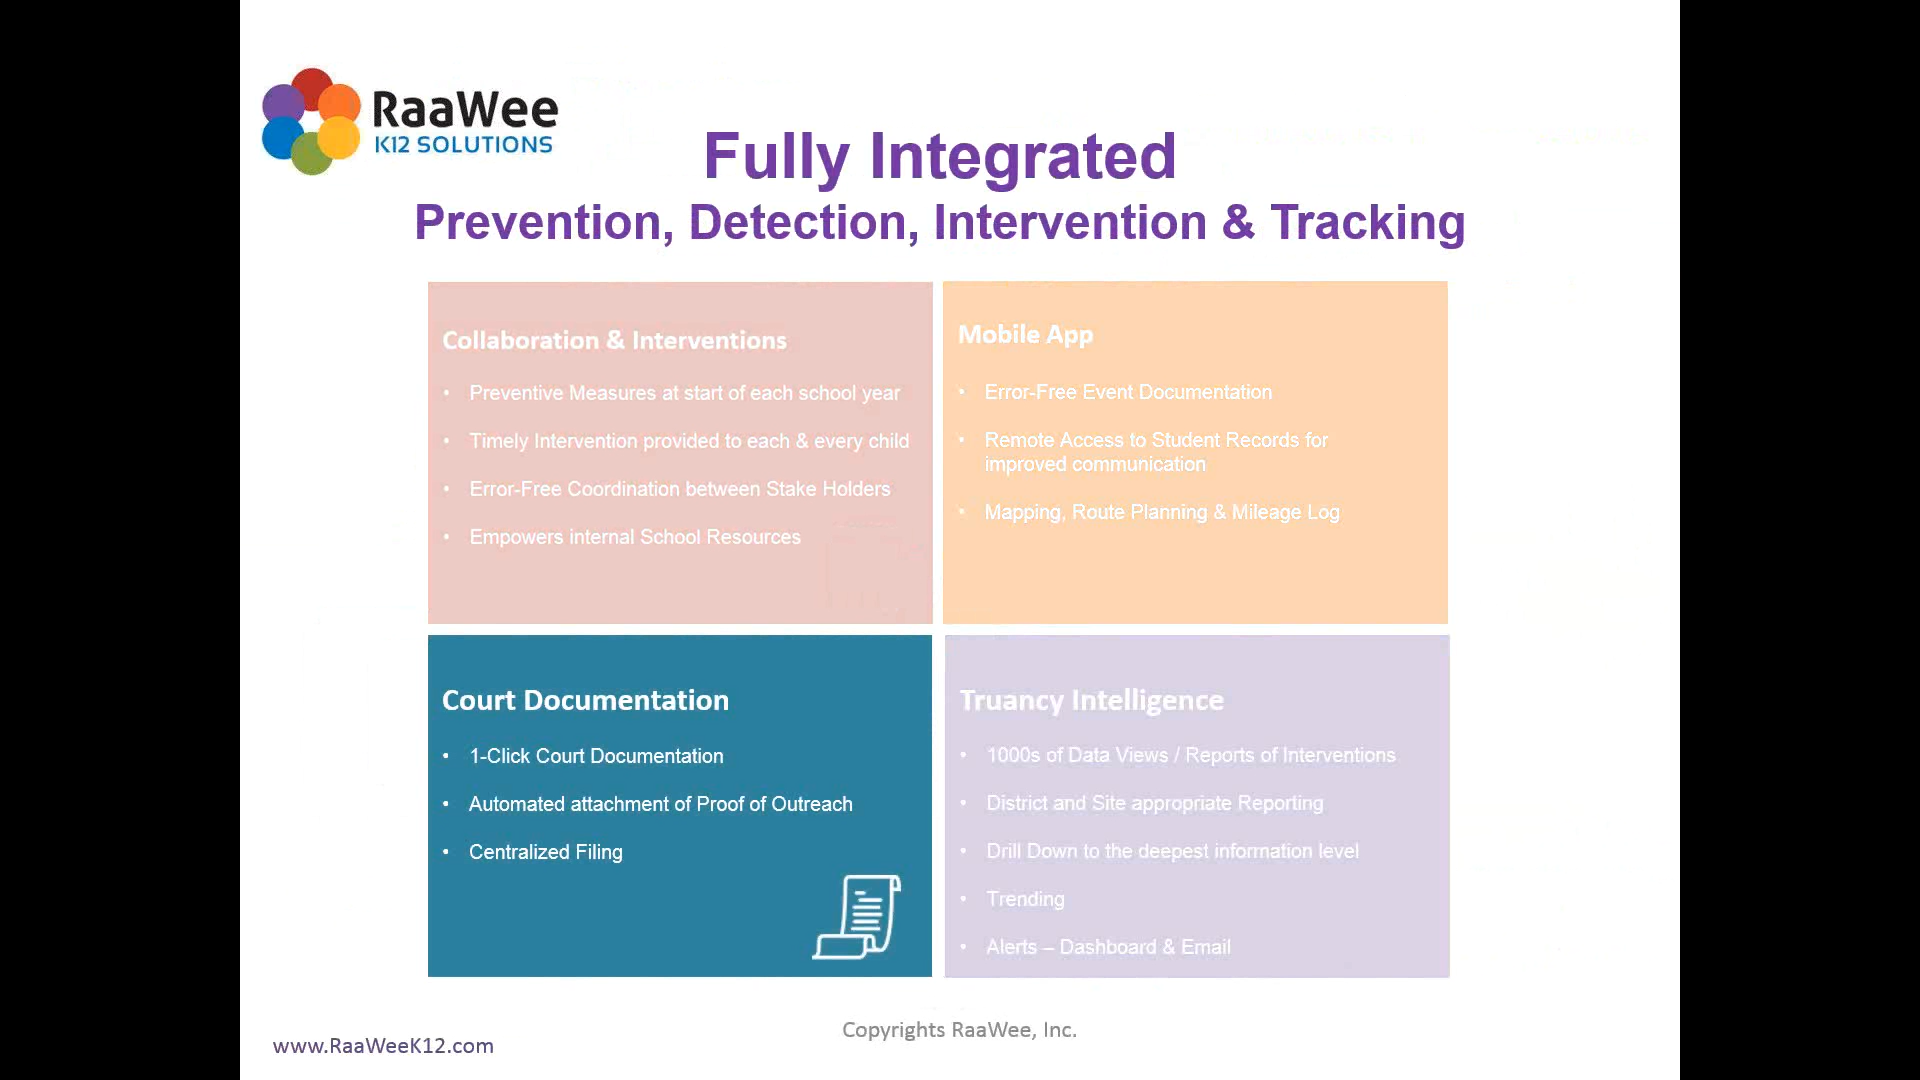 RaaWee
K12 SOLUTIONS
Fully Integrated
Prevention, Detection, Intervention & Tracking
Collaboration & Interventions
• Preventive Measures at start of each school year
• Timely Intervention provided to each & every child
• Error-Free Coordination between Stake Holders
• Empowers internal School Resources
Mobile App
• Error-Free Event Documentation
• Remote Access to Student Records for
improved communication
• Mapping, Route Planning & Mileage Log
Court Documentation
• 1-Click Court Documentation
• Automated attachment of Proof of Outreach
• Centralized Filing
Truancy Intelligence
• 1000s of Data Views / Reports of Interventions
• District and Site appropriate Reporting
• Drill Down to the deepest information level
• Trending
• Alerts – Dashboard & Email
Copyrights RaaWee, Inc.
www.RaaWeeK12.com